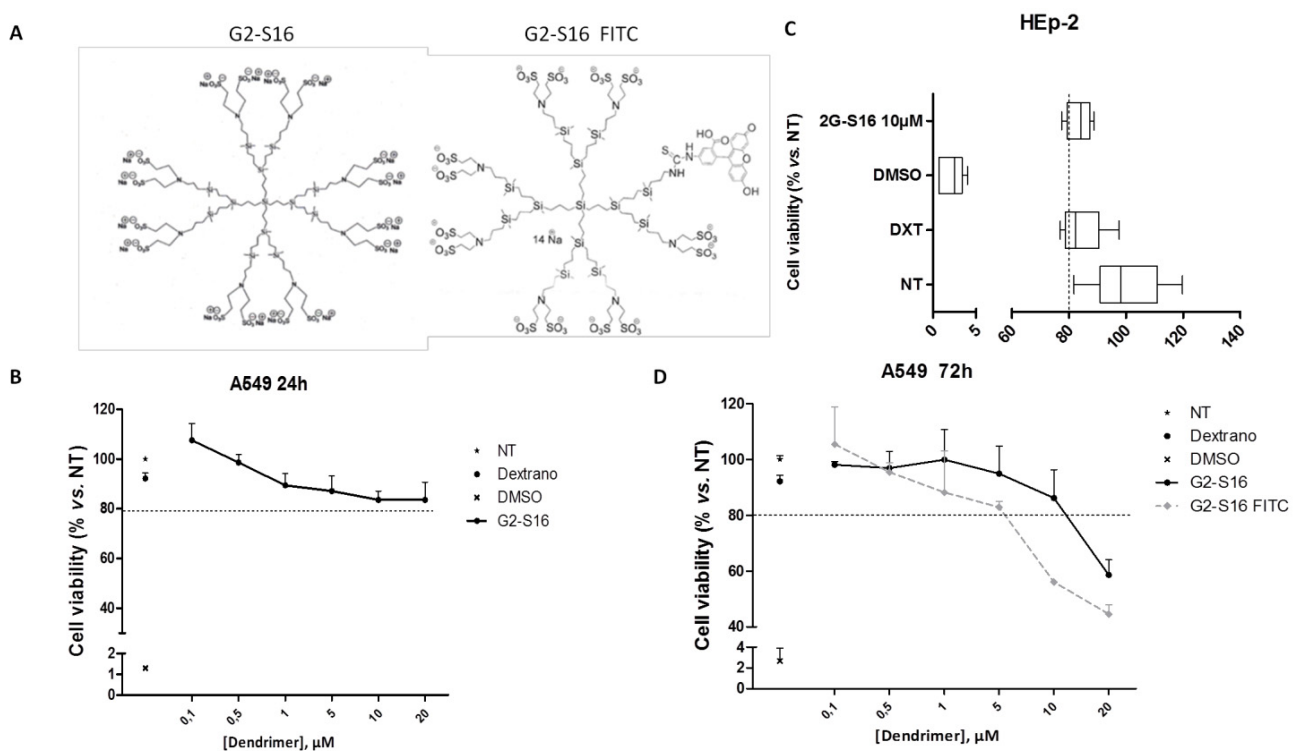 A
G2-S16
G2-S16 FITC
14 Na
C
HEp-2
Cell viability (% vs. NT)
2G-S16 10µM
DMSO
DXT
NT
0
5
60
80
100
120
140
B
A549 24h
Cell viability (% vs. NT)
120
100
80
60
40
2
1
0
0,1
0,5
1
5
10
20
[Dendrimer], µM
NT
Dextrano
DMSO
G2-S16
D
A549 72h
Cell viability (% vs. NT)
120
100
80
60
40
4
2
0
0,1
0,5
1
5
10
20
[Dendrimer], µM
NT
Dextrano
DMSO
G2-S16
G2-S16 FITC